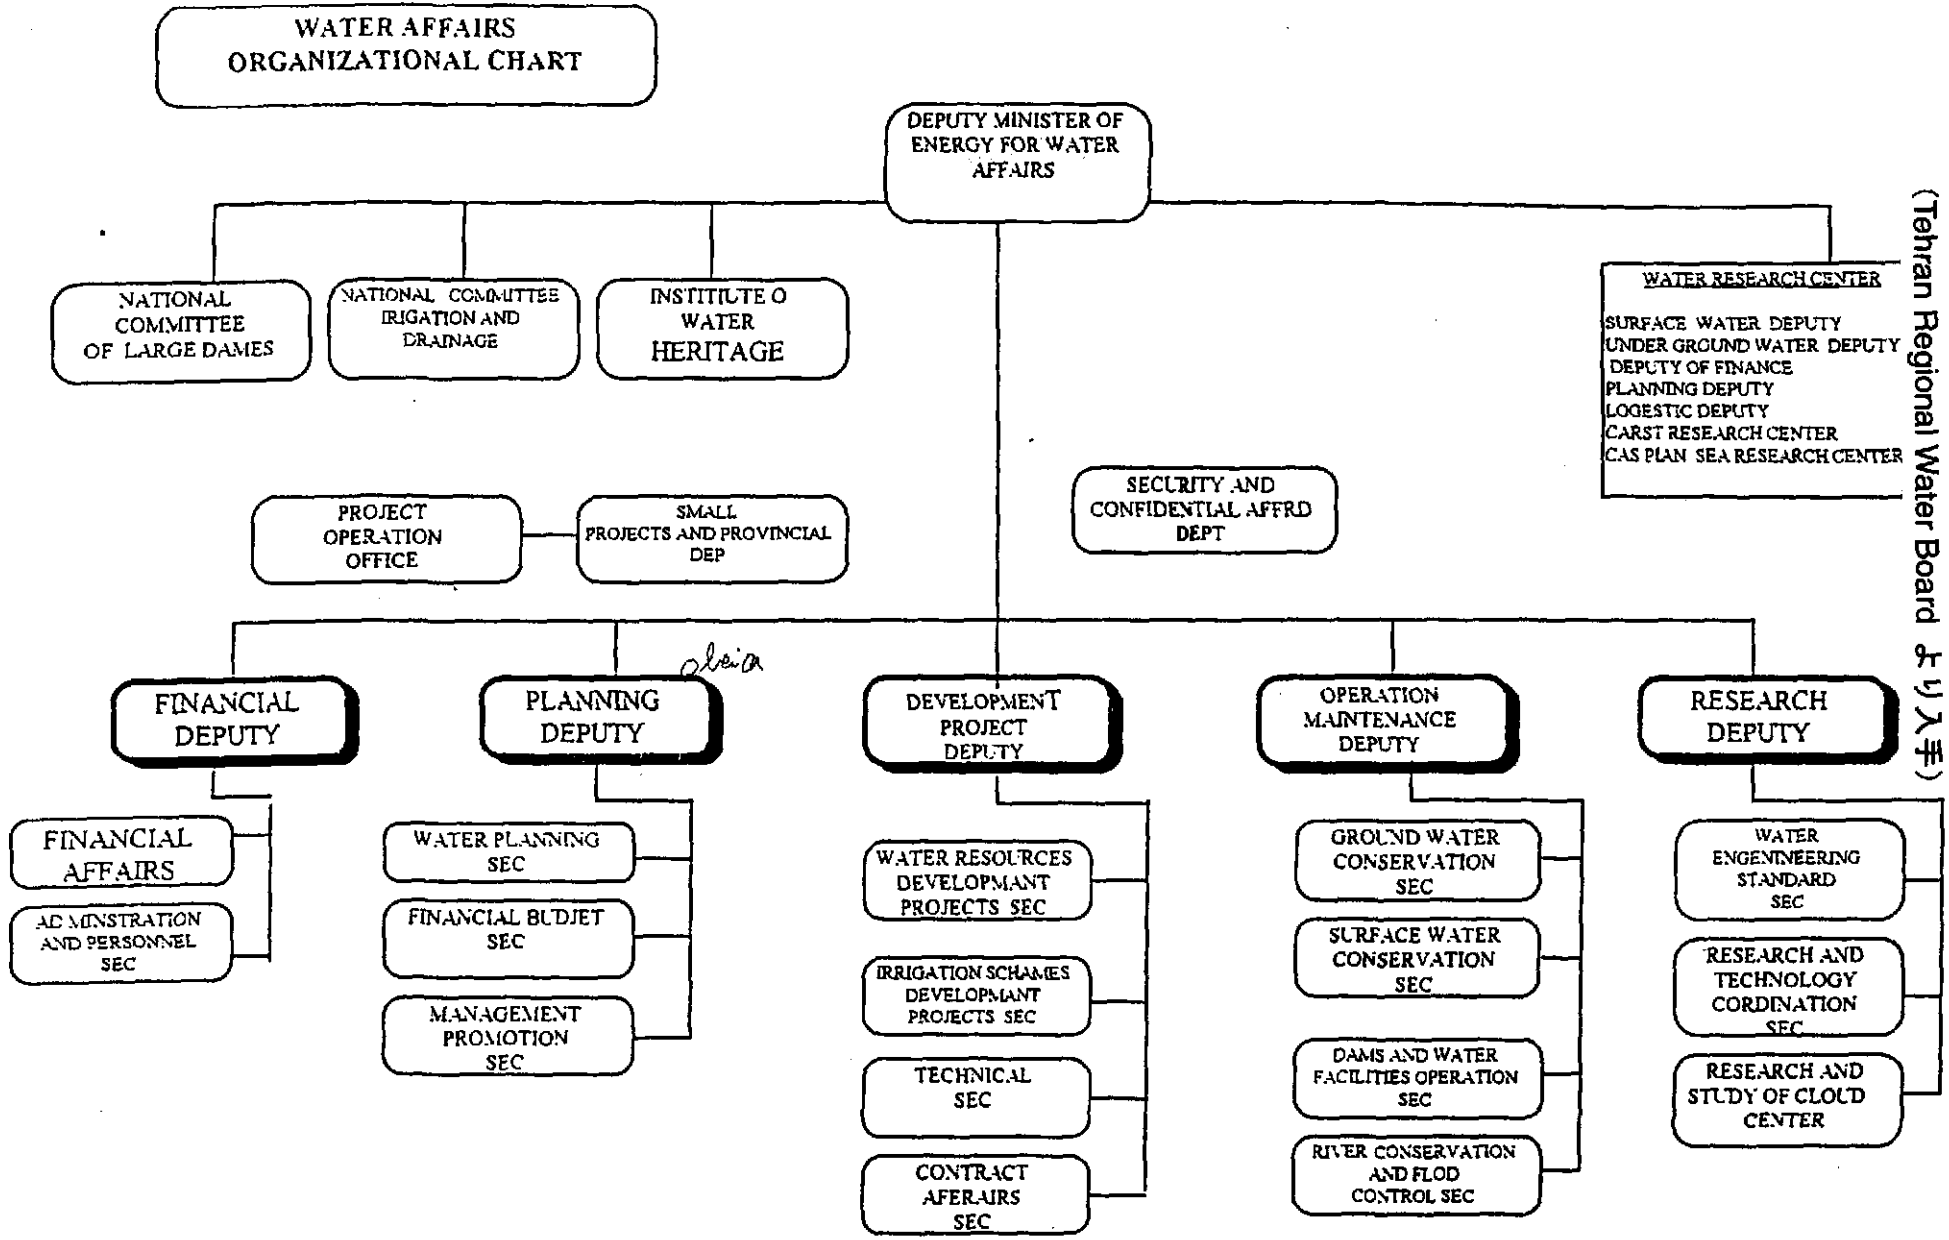 WATER AFFAIRS
ORGANIZATIONAL CHART
DEPUTY MINISTER OF
ENERGY FOR WATER
AFFAIRS
NATIONAL
COMMITTEE
OF LARGE DAMES
NATIONAL COMMITTEE
IRIGATION AND
DRAINAGE
INSTITUTE O
WATER
HERITAGE
WATER RESEARCH CENTER
SURFACE WATER DEPUTY
UNDER GROUND WATER DEPUTY
DEPUTY OF FINANCE
PLANNING DEPUTY
LOGESTIC DEPUTY
CARST RESEARCH CENTER
CAS PLAN SEA RESEARCH CENTER
(Tehran Regional Water Board より入手)
PROJECT
OPERATION
OFFICE
SMALL
PROJECTS AND PROVINCIAL
DEP
SECURITY AND
CONFIDENTIAL AFFRD
DEPT
FINANCIAL
DEPUTY
PLANNING
DEPUTY
DEVELOPMENT
PROJECT
DEPUTY
OPERATION
MAINTENANCE
DEPUTY
RESEARCH
DEPUTY
FINANCIAL
AFFAIRS
AD MINSTRATION
AND PERSONNEL
SEC
WATER PLANNING
SEC
FINANCIAL BUDJET
SEC
MANAGEMENT
PROMOTION
SEC
WATER RESOURCES
DEVELOPMANT
PROJECTS SEC
IRRIGATION SCHAMES
DEVELOPMANT
PROJECTS SEC
TECHNICAL
SEC
CONTRACT
AFERAIRS
SEC
GROUND WATER
CONSERVATION
SEC
SURFACE WATER
CONSERVATION
SEC
DAMS AND WATER
FACILITIES OPERATION
SEC
RIVER CONSERVATION
AND FLOD
CONTROL SEC
WATER
ENGENINEERING
STANDARD
SEC
RESEARCH AND
TECHNOLOGY
CORDINATION
SEC
RESEARCH AND
STUDY OF CLOUD
CENTER